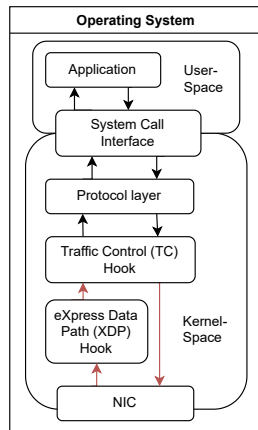 Operating System
Application
User-
Space
System Call
Interface
Protocol layer
Traffic Control (TC)
Hook
eXpress Data
Path (XDP)
Hook
Kernel-
Space
NIC